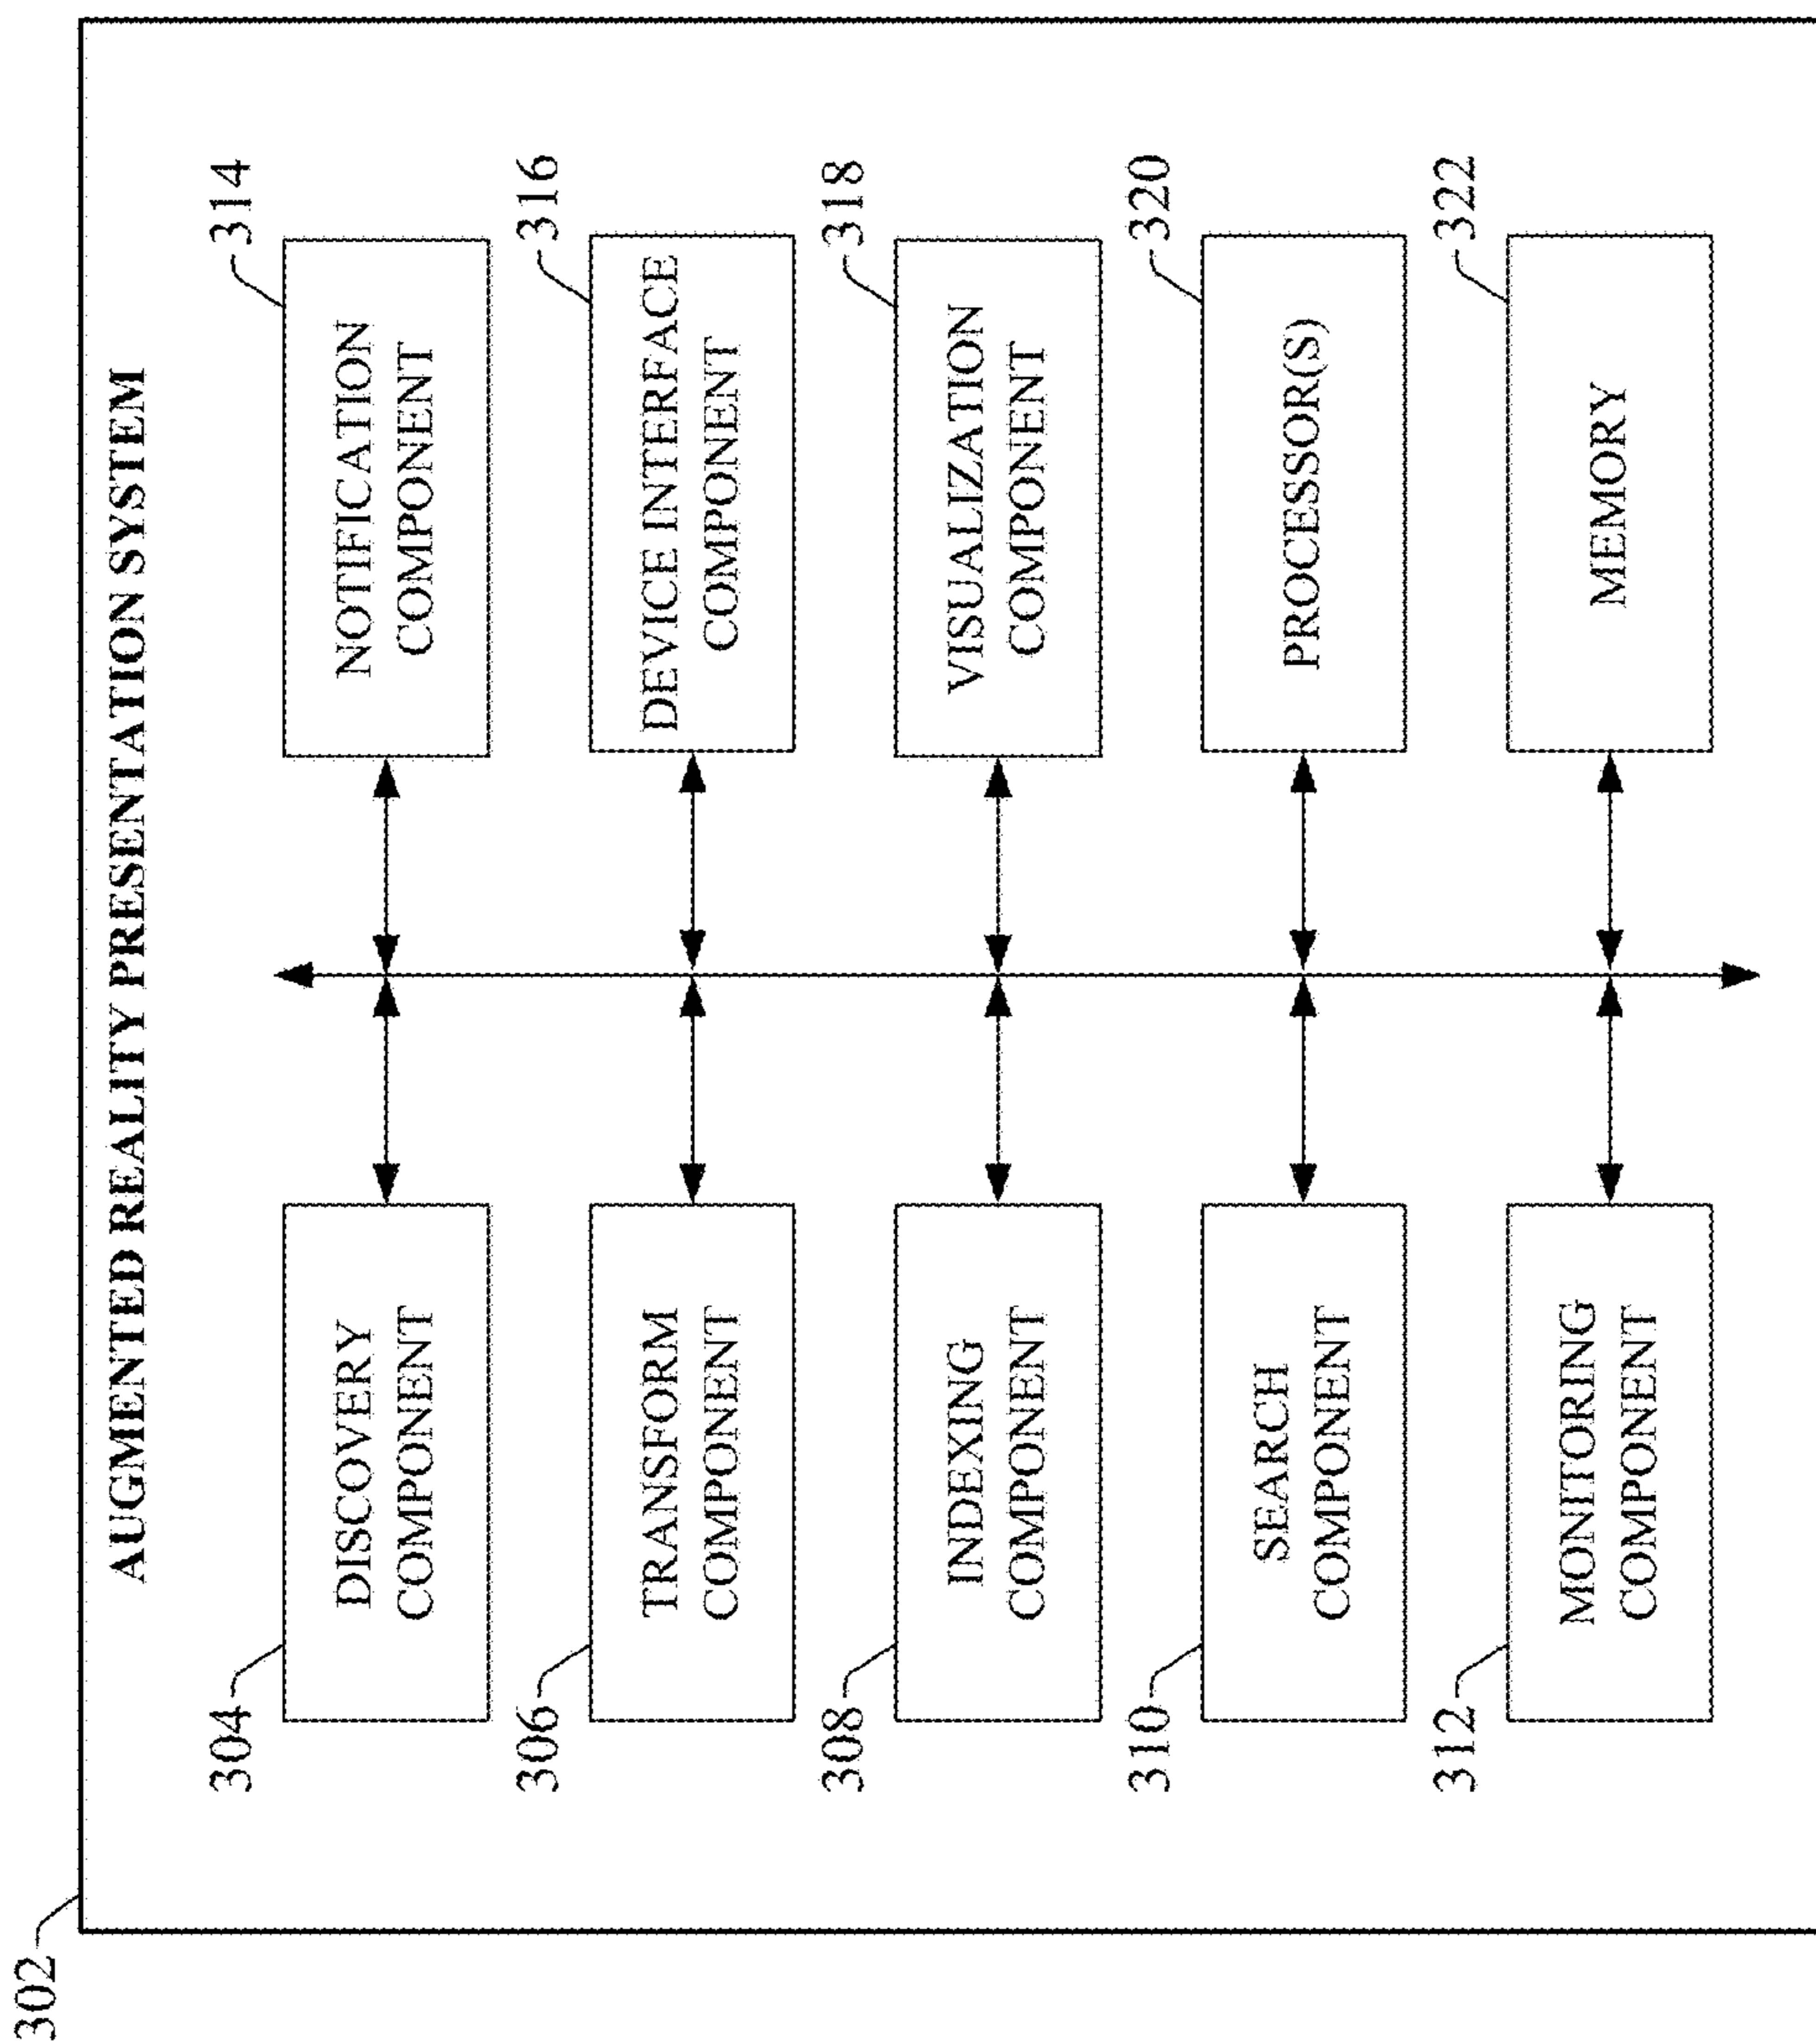 302
AUGMENTED REALITY PRESENTATION SYSTEM
304
DISCOVERY
COMPONENT
306
TRANSFORM
COMPONENT
308
INDEXING
COMPONENT
310
SEARCH
COMPONENT
312
MONITORING
COMPONENT
314
NOTIFICATION
COMPONENT
316
DEVICE INTERFACE
COMPONENT
318
VISUALIZATION
COMPONENT
320
PROCESSOR(S)
322
MEMORY